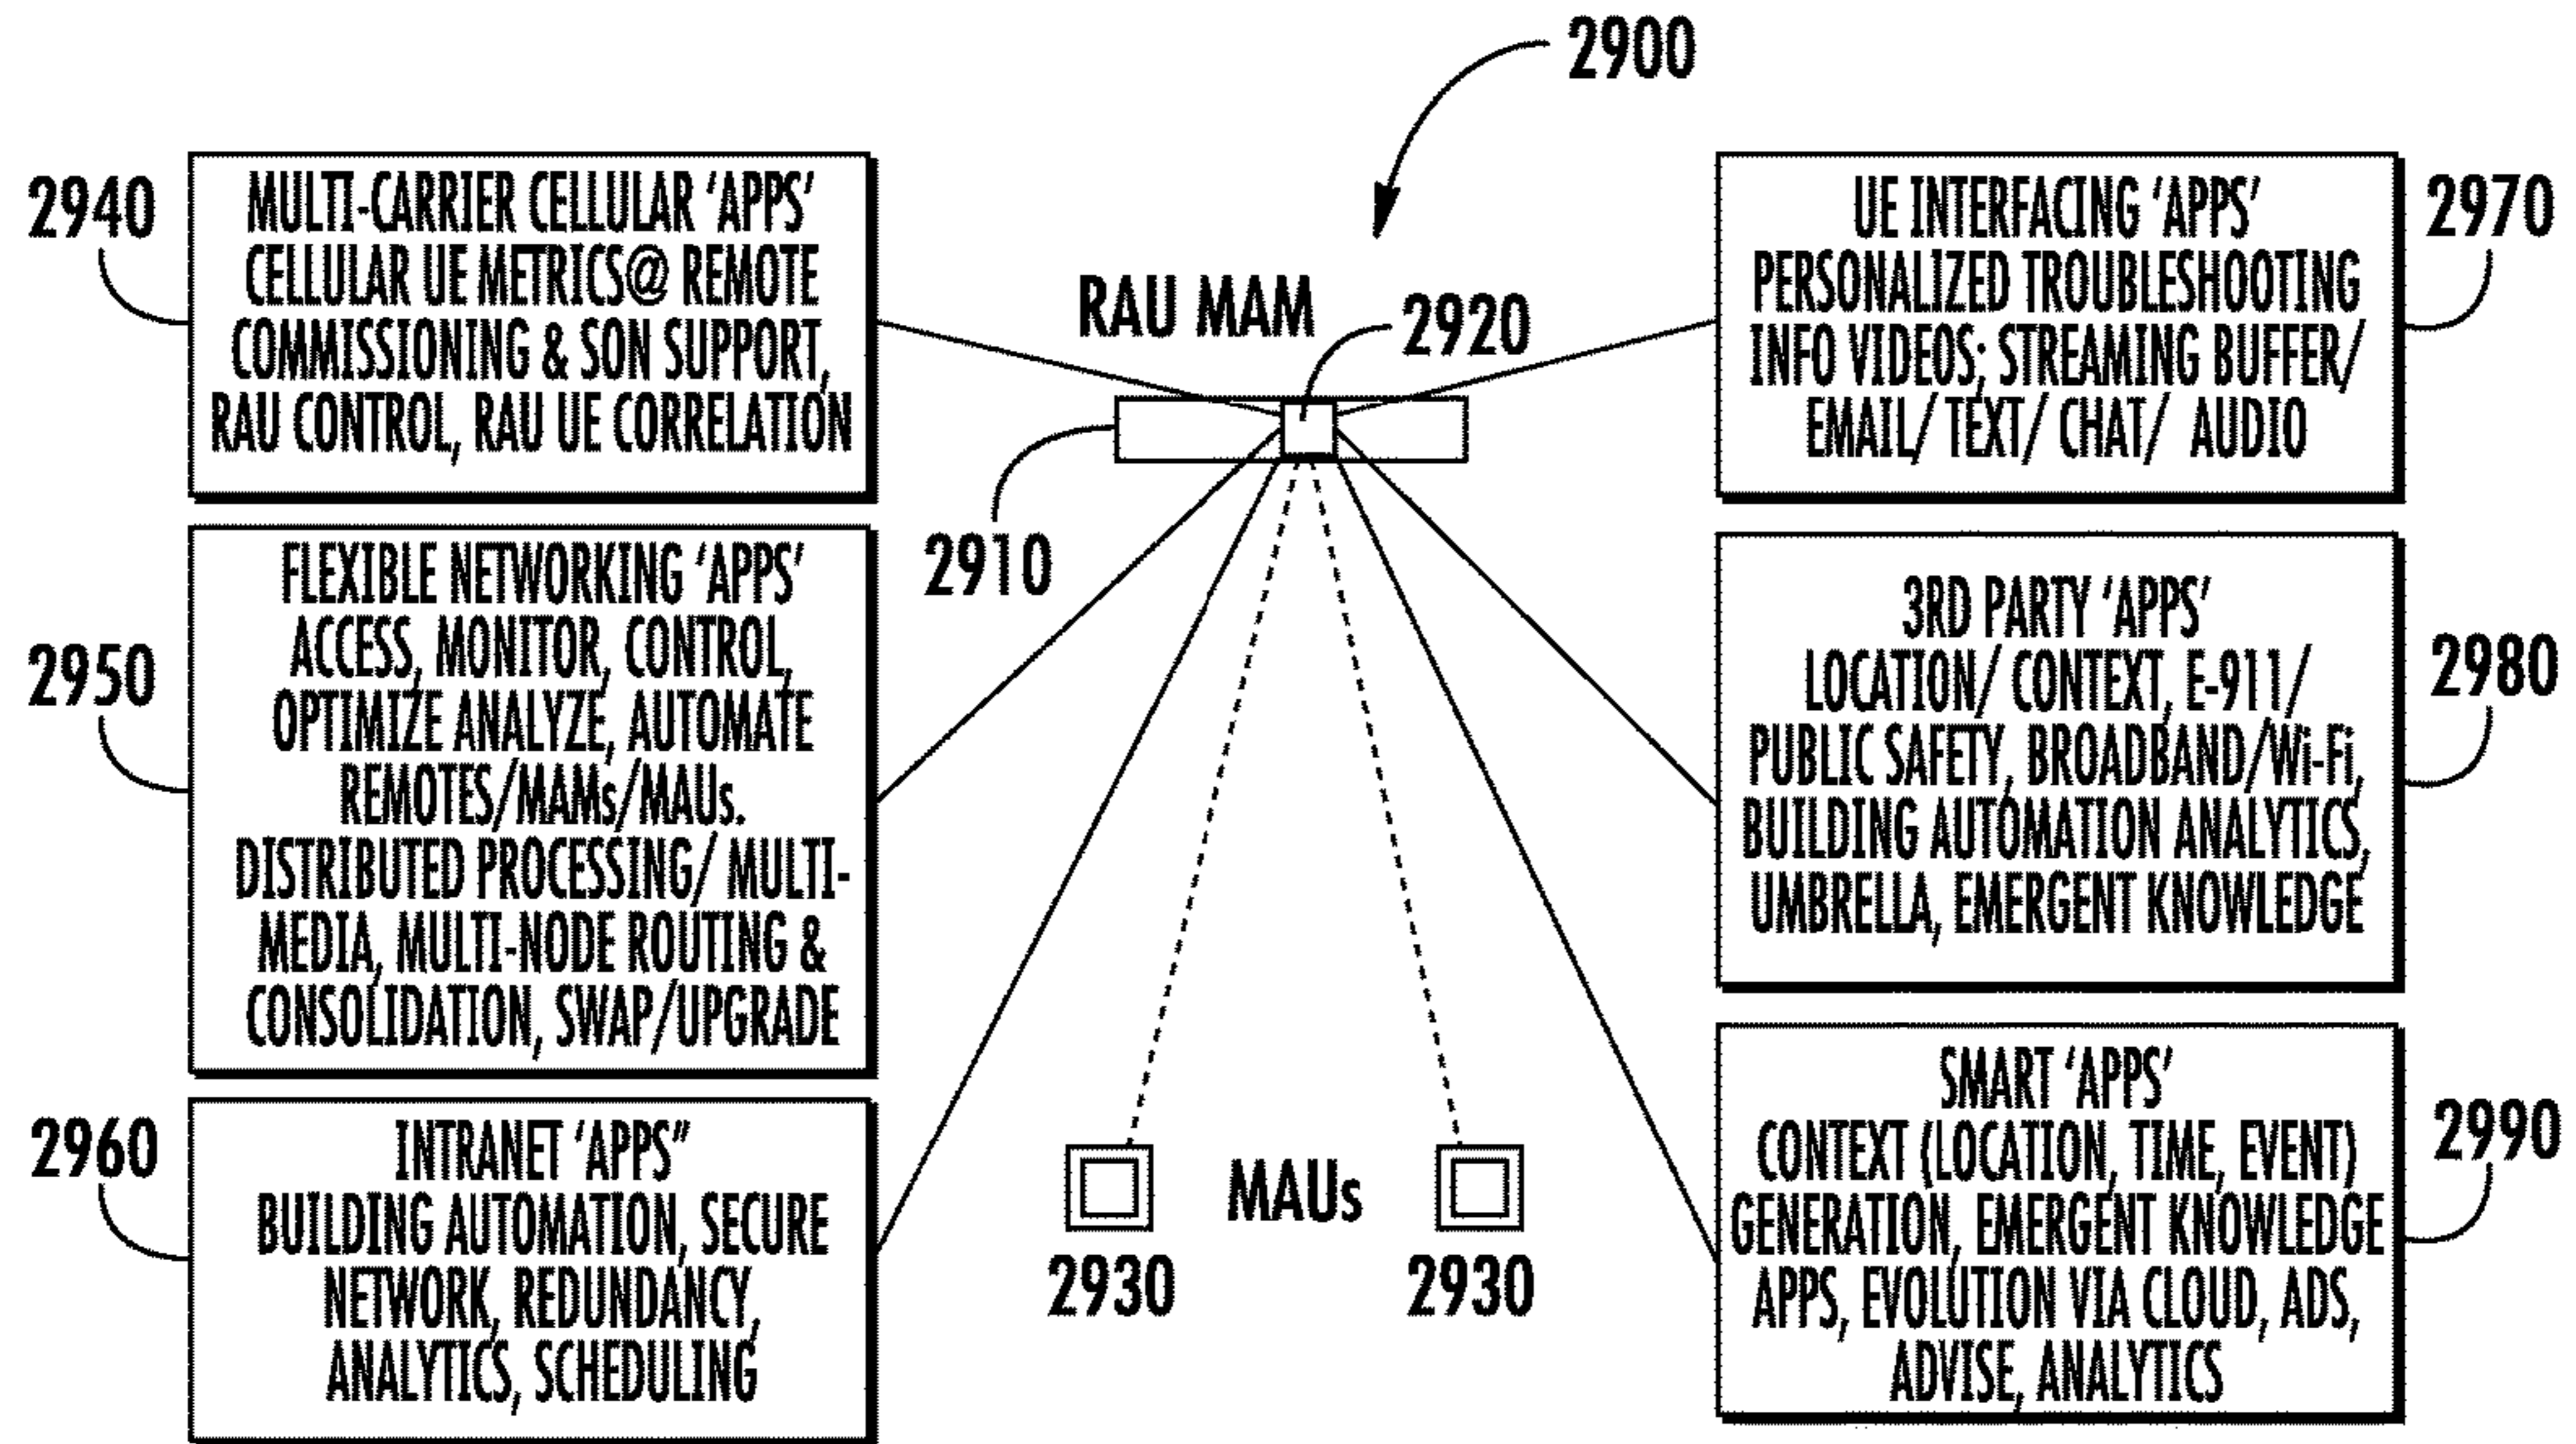 2900
2940
MULTI-CARRIER CELLULAR 'APPS'
CELLULAR UE METRICS@ REMOTE
COMMISSIONING & SON SUPPORT,
RAU CONTROL, RAU UE CORRELATION
2950
FLEXIBLE NETWORKING 'APPS'
ACCESS, MONITOR, CONTROL,
OPTIMIZE ANALYZE, AUTOMATE
REMOTES/MAMs/MAUs.
DISTRIBUTED PROCESSING/ MULTI-
MEDIA, MULTI-NODE ROUTING &
CONSOLIDATION, SWAP/UPGRADE
2960
INTRANET 'APPS"
BUILDING AUTOMATION, SECURE
NETWORK, REDUNDANCY,
ANALYTICS, SCHEDULING
RAU MAM
2920
2910
MAUs
2930
2930
UE INTERFACING 'APPS'
PERSONALIZED TROUBLESHOOTING
INFO VIDEOS; STREAMING BUFFER/
EMAIL/ TEXT/ CHAT/ AUDIO
2970
3RD PARTY 'APPS'
LOCATION/ CONTEXT, E-911/
PUBLIC SAFETY, BROADBAND/Wi-Fi,
BUILDING AUTOMATION ANALYTICS,
UMBRELLA, EMERGENT KNOWLEDGE
2980
SMART 'APPS'
CONTEXT (LOCATION, TIME, EVENT)
GENERATION, EMERGENT KNOWLEDGE
APPS, EVOLUTION VIA CLOUD, ADS,
ADVISE, ANALYTICS
2990